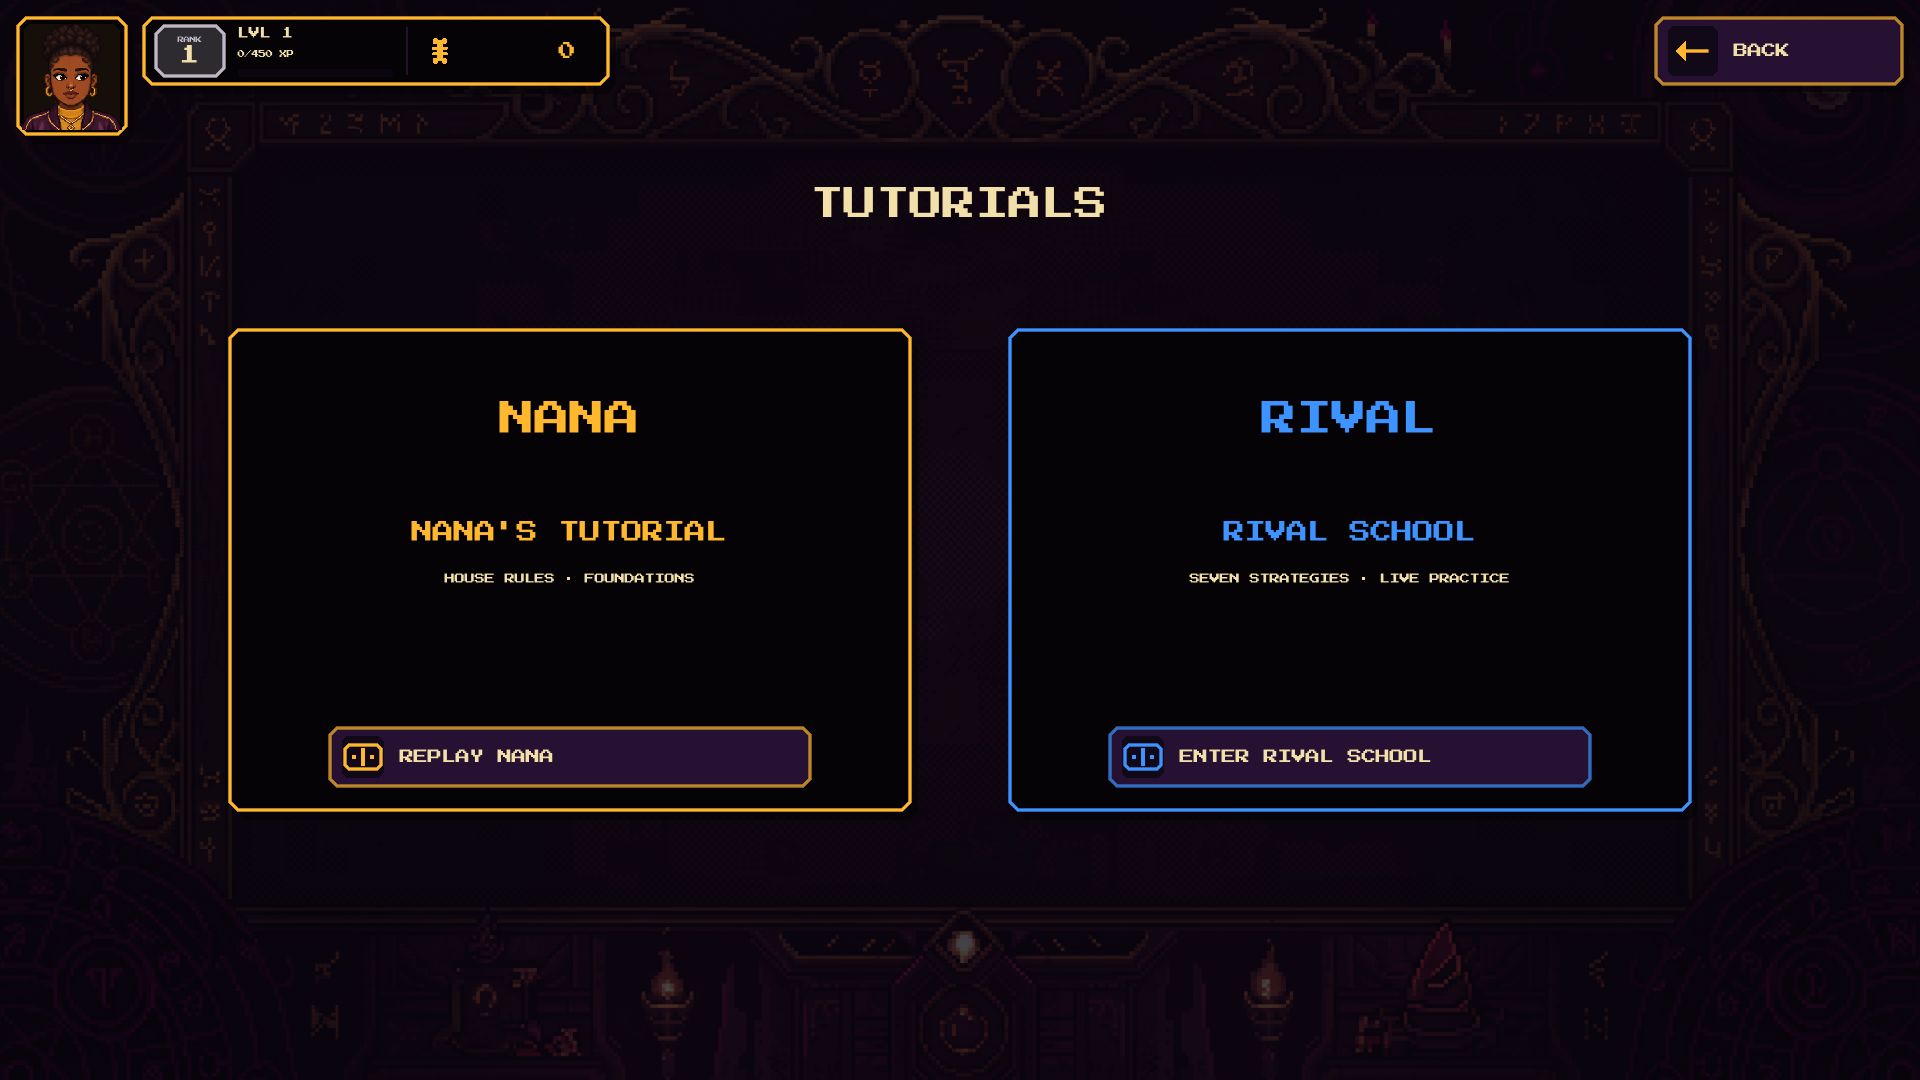 RANK
1
LVL 1
0/450 XP
0
BACK
TUTORIALS
NANA
NANA'S TUTORIAL
HOUSE RULES · FOUNDATIONS
REPLAY NANA
RIVAL
RIVAL SCHOOL
SEVEN STRATEGIES · LIVE PRACTICE
ENTER RIVAL SCHOOL